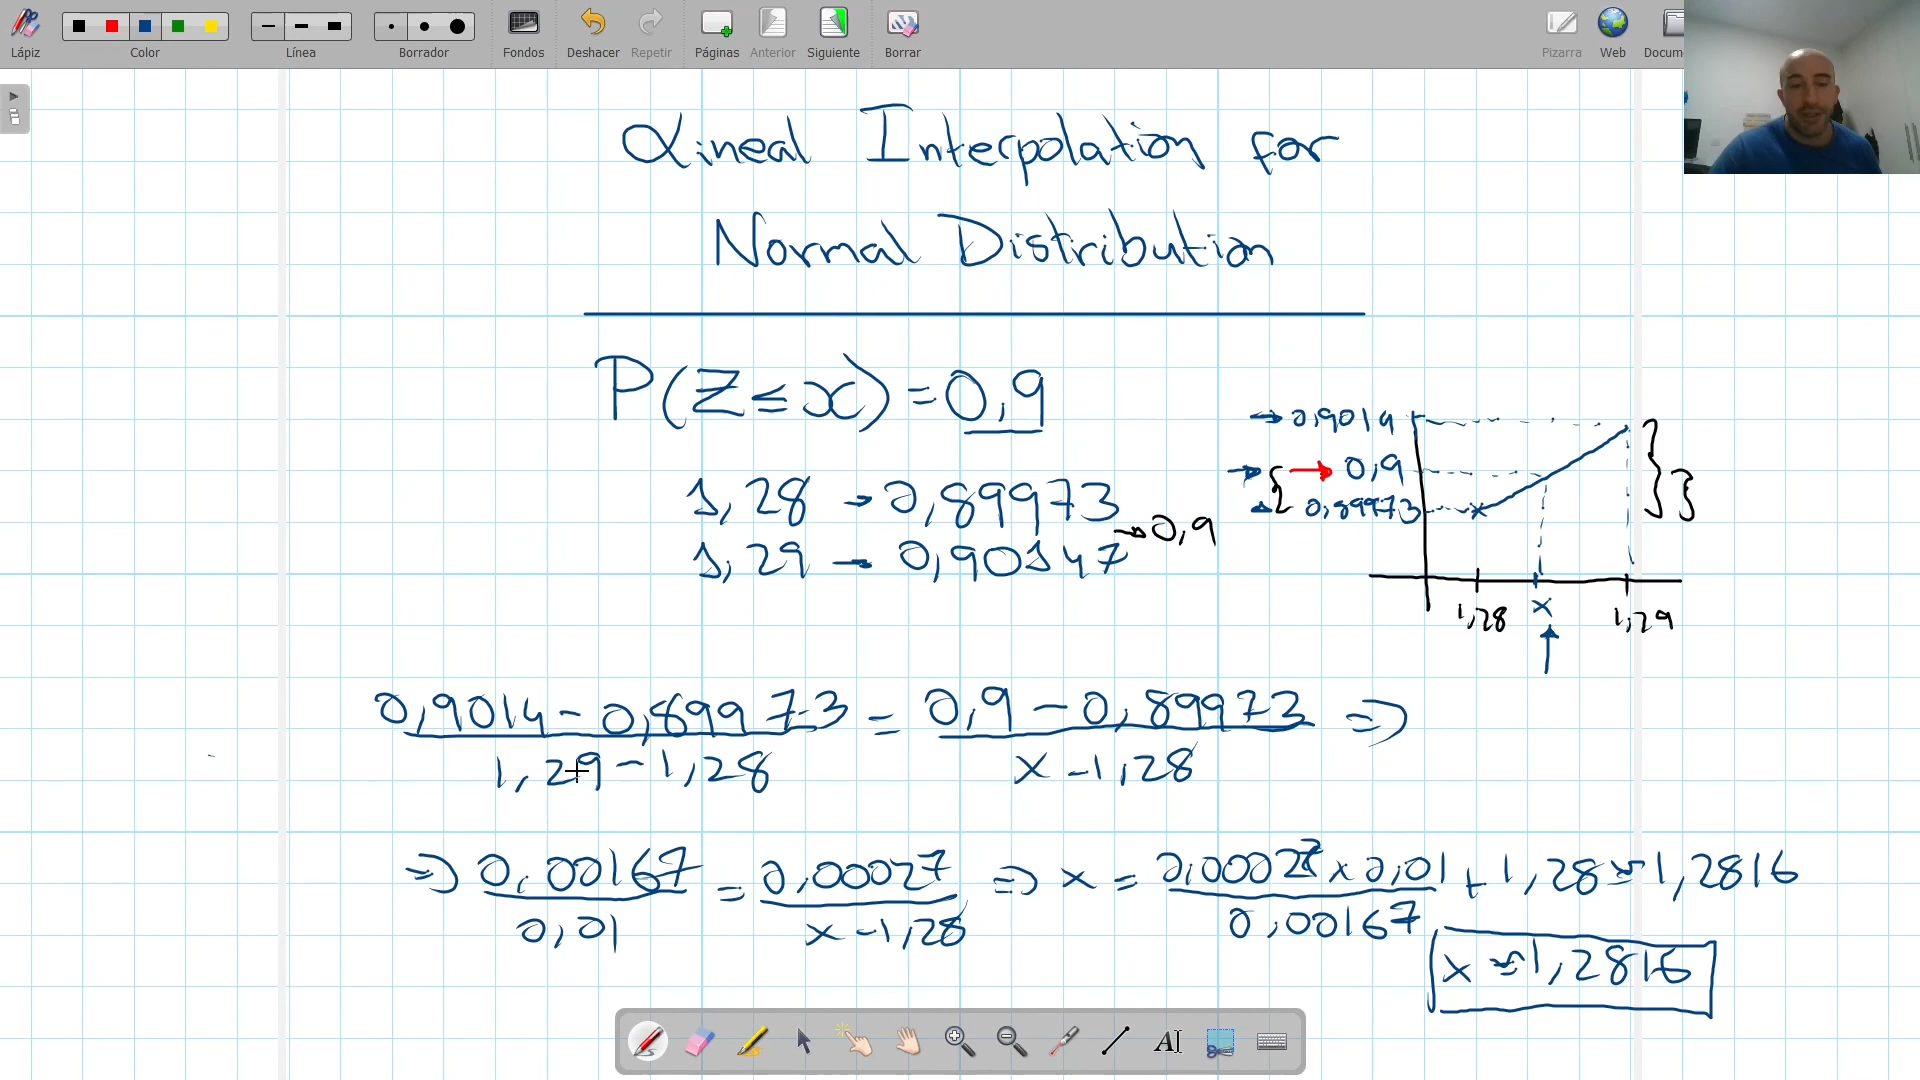 Lápiz Color Línea Borrador Fondos Deshacer Repetir Páginas Anterior Siguiente Borrar Pizarra Web Docum
Lineal Interpolation for
Normal Distribution
P(Z≤x)=0,9
1,28 → 0,89973
→ 0,9
1,29 → 0,90147
→ 0,9014
→ 0,9
0,89973
1,28 x 1,29
0,9014 - 0,89973 / 1,29 - 1,28 = 0,9 - 0,89973 / x - 1,28 =>
=> 0,00167 / 0,01 = 0,00027 / x - 1,28 => x = 0,00027 x 0,01 / 0,00167 + 1,28 ≈ 1,2816
x ≈ 1,2816